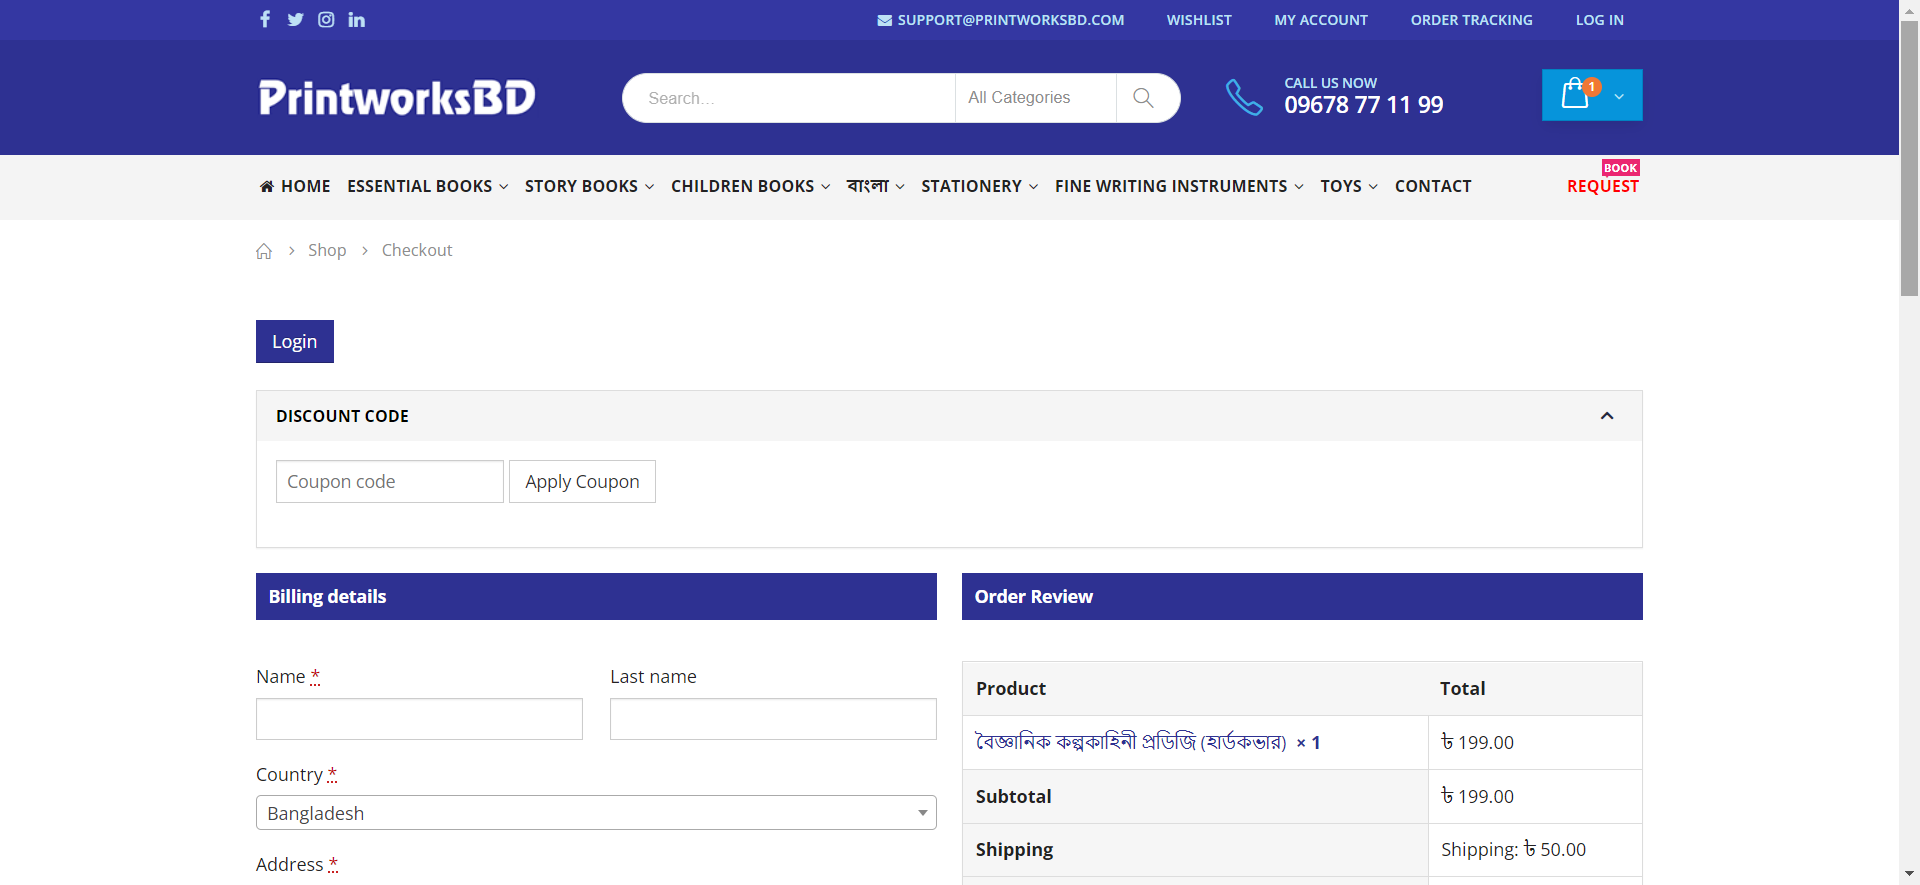 SUPPORT@PRINTWORKSBD.COM WISHLIST MY ACCOUNT ORDER TRACKING LOG IN
PrintworksBD
Search... All Categories
CALL US NOW
09678 77 11 99
1
BOOK
HOME ESSENTIAL BOOKS STORY BOOKS CHILDREN BOOKS বাংলা STATIONERY FINE WRITING INSTRUMENTS TOYS CONTACT REQUEST
Shop Checkout
Login
DISCOUNT CODE
Coupon code Apply Coupon
Billing details
Name * Last name
Country *
Bangladesh
Address *
Order Review
Product Total
বৈজ্ঞানিক কল্পকাহিনী প্রডিজি (হার্ডকভার) × 1 ৳ 199.00
Subtotal ৳ 199.00
Shipping Shipping: ৳ 50.00